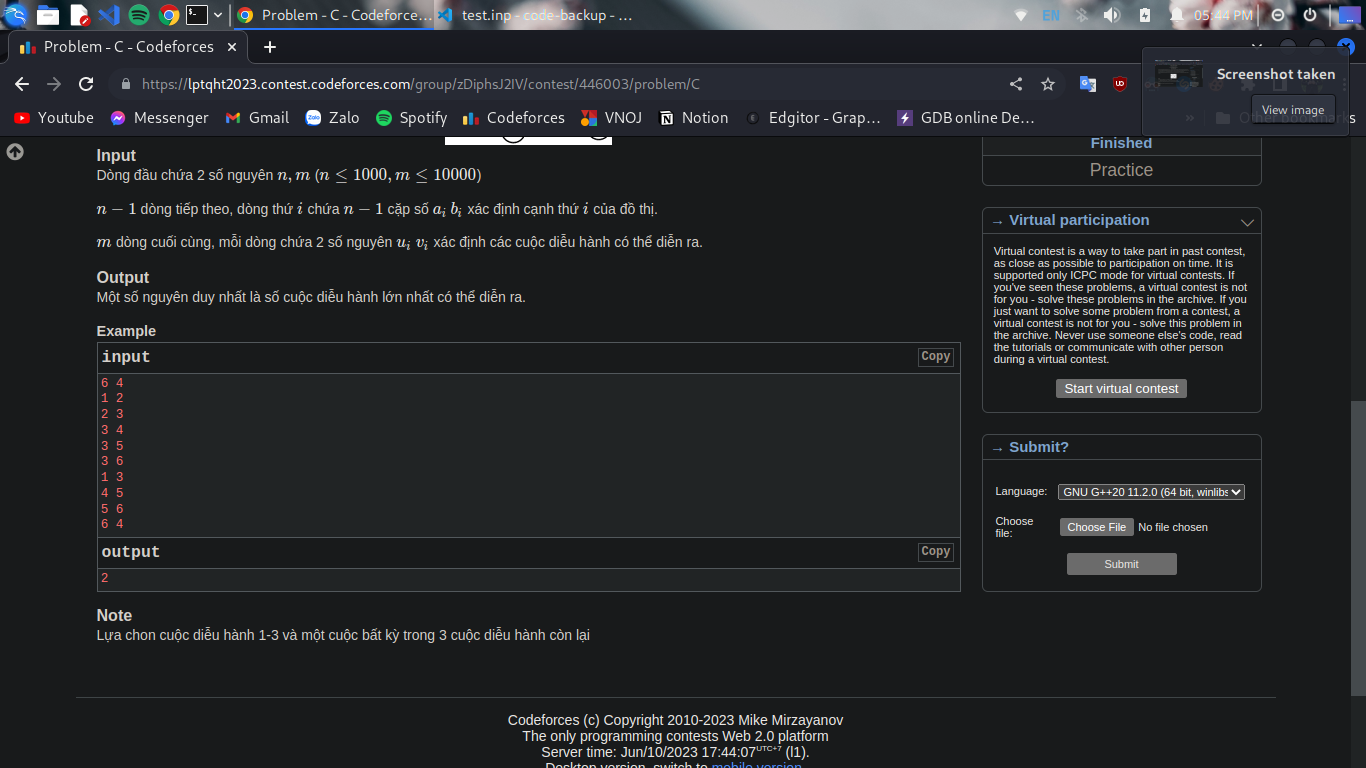 Problem - C - Codeforce…
test.inp - code-backup - …
EN
05:44 PM
Problem - C - Codeforces
Screenshot taken
View image
https://lptqht2023.contest.codeforces.com/group/zDiphsJ2IV/contest/446003/problem/C
Youtube
Messenger
Gmail
Zalo
Spotify
Codeforces
VNOJ
Notion
Edgitor - Grap…
GDB online De…
Other bookmarks
Input
Dòng đầu chứa 2 số nguyên n, m (n ≤ 1000, m ≤ 10000)
n − 1 dòng tiếp theo, dòng thứ i chứa n − 1 cặp số a_i b_i xác định cạnh thứ i của đồ thị.
m dòng cuối cùng, mỗi dòng chứa 2 số nguyên u_i v_i xác định các cuộc diễu hành có thể diễn ra.
Output
Một số nguyên duy nhất là số cuộc diễu hành lớn nhất có thể diễn ra.
Example
input
Copy
6 4
1 2
2 3
3 4
3 5
3 6
1 3
4 5
5 6
6 4
output
Copy
2
Note
Lựa chon cuộc diễu hành 1-3 và một cuộc bất kỳ trong 3 cuộc diễu hành còn lại
Finished
Practice
→ Virtual participation
Virtual contest is a way to take part in past contest,
as close as possible to participation on time. It is
supported only ICPC mode for virtual contests. If
you've seen these problems, a virtual contest is not
for you - solve these problems in the archive. If you
just want to solve some problem from a contest, a
virtual contest is not for you - solve this problem in
the archive. Never use someone else's code, read
the tutorials or communicate with other person
during a virtual contest.
Start virtual contest
→ Submit?
Language:
GNU G++20 11.2.0 (64 bit, winlibs
Choose
file:
Choose File
No file chosen
Submit
Codeforces (c) Copyright 2010-2023 Mike Mirzayanov
The only programming contests Web 2.0 platform
Server time: Jun/10/2023 17:44:07 UTC+7 (l1).
Desktop version, switch to mobile version.